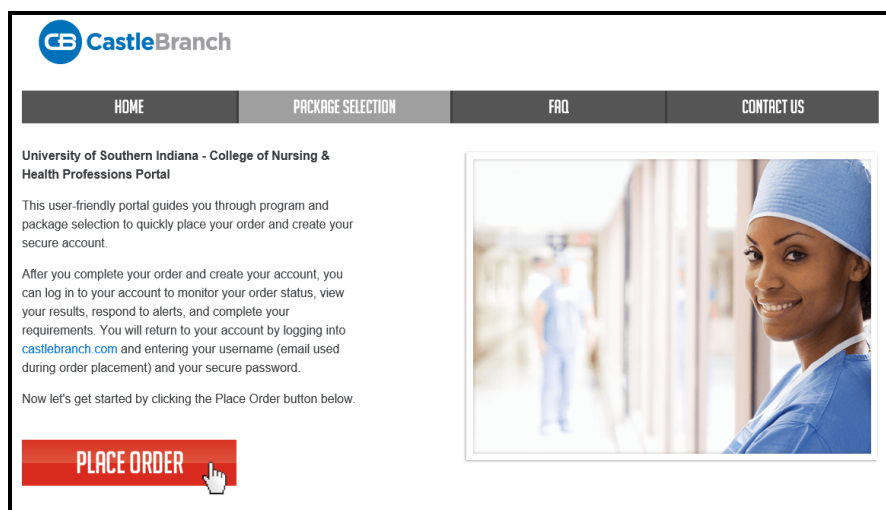 CB CastleBranch
HOME PACKAGE SELECTION FAQ CONTACT US
University of Southern Indiana - College of Nursing &
Health Professions Portal
This user-friendly portal guides you through program and
package selection to quickly place your order and create your
secure account.
After you complete your order and create your account, you
can log in to your account to monitor your order status, view
your results, respond to alerts, and complete your
requirements. You will return to your account by logging into
castlebranch.com and entering your username (email used
during order placement) and your secure password.
Now let's get started by clicking the Place Order button below.
PLACE ORDER